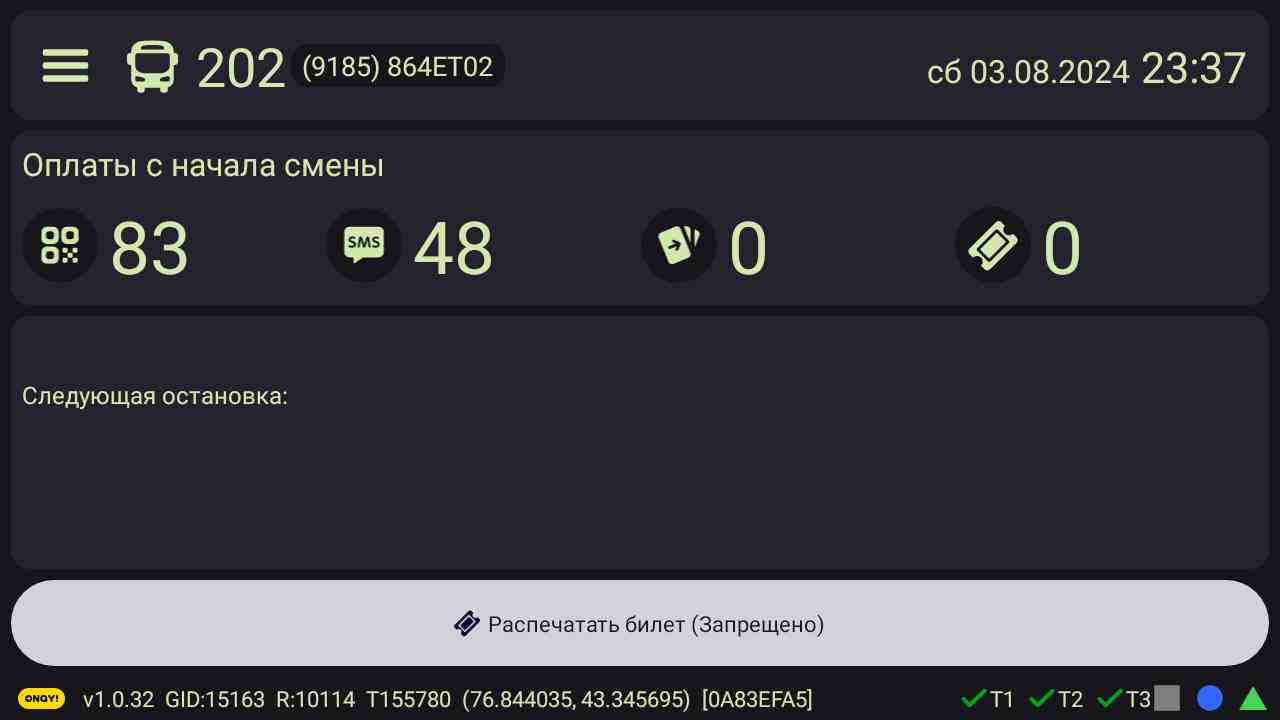 202 (9185) 864ET02 сб 03.08.2024 23:37
Оплаты с начала смены
83 SMS 48 0 0
Следующая остановка:
Распечатать билет (Запрещено)
ONAY! v1.0.32 GID:15163 R:10114 T155780 (76.844035, 43.345695) [0A83EFA5] T1 T2 T3